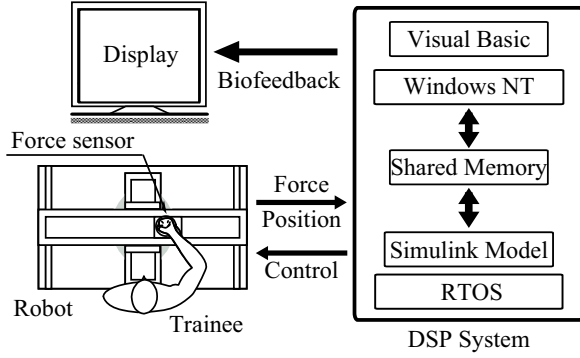 Display
Biofeedback
Force sensor
Force
Position
Control
Robot
Trainee
Visual Basic
Windows NT
Shared Memory
Simulink Model
RTOS
DSP System